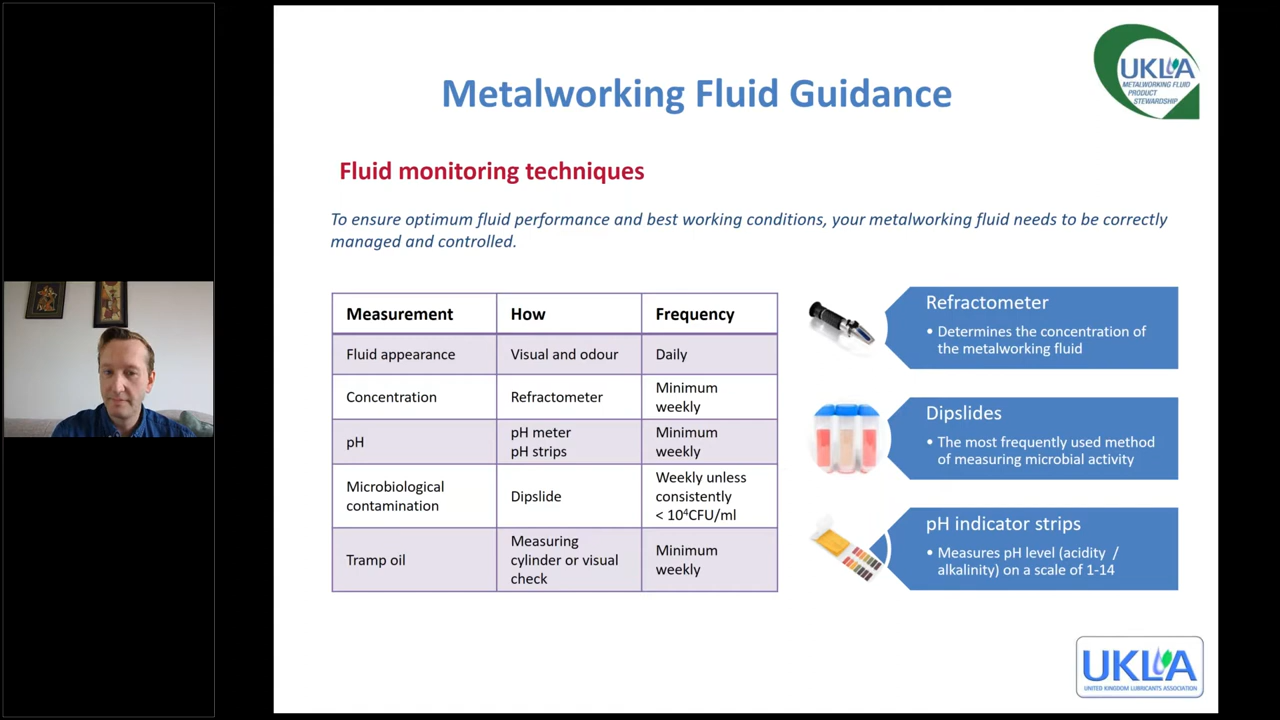 Metalworking Fluid Guidance
UKLA
METALWORKING FLUID
PRODUCT
STEWARDSHIP
Fluid monitoring techniques
To ensure optimum fluid performance and best working conditions, your metalworking fluid needs to be correctly
managed and controlled.
Measurement How Frequency
Fluid appearance Visual and odour Daily
Concentration Refractometer Minimum
weekly
pH pH meter
pH strips Minimum
weekly
Microbiological
contamination Dipslide Weekly unless
consistently
< 10⁴CFU/ml
Tramp oil Measuring
cylinder or visual
check Minimum
weekly
Refractometer
• Determines the concentration of
the metalworking fluid
Dipslides
• The most frequently used method
of measuring microbial activity
pH indicator strips
• Measures pH level (acidity /
alkalinity) on a scale of 1-14
UKLA
UNITED KINGDOM LUBRICANTS ASSOCIATION